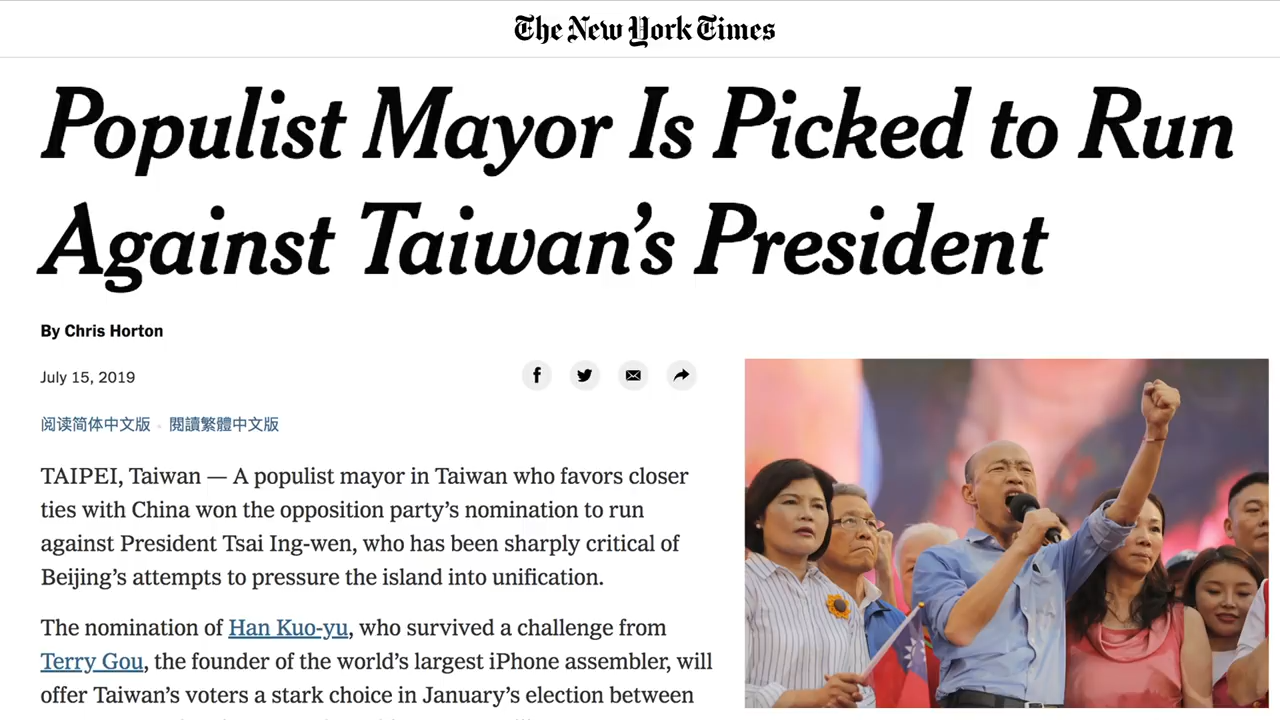 The New York Times
Populist Mayor Is Picked to Run
Against Taiwan’s President
By Chris Horton
July 15, 2019
阅读简体中文版 • 閱讀繁體中文版
TAIPEI, Taiwan — A populist mayor in Taiwan who favors closer
ties with China won the opposition party’s nomination to run
against President Tsai Ing-wen, who has been sharply critical of
Beijing’s attempts to pressure the island into unification.
The nomination of Han Kuo-yu, who survived a challenge from
Terry Gou, the founder of the world’s largest iPhone assembler, will
offer Taiwan’s voters a stark choice in January’s election between